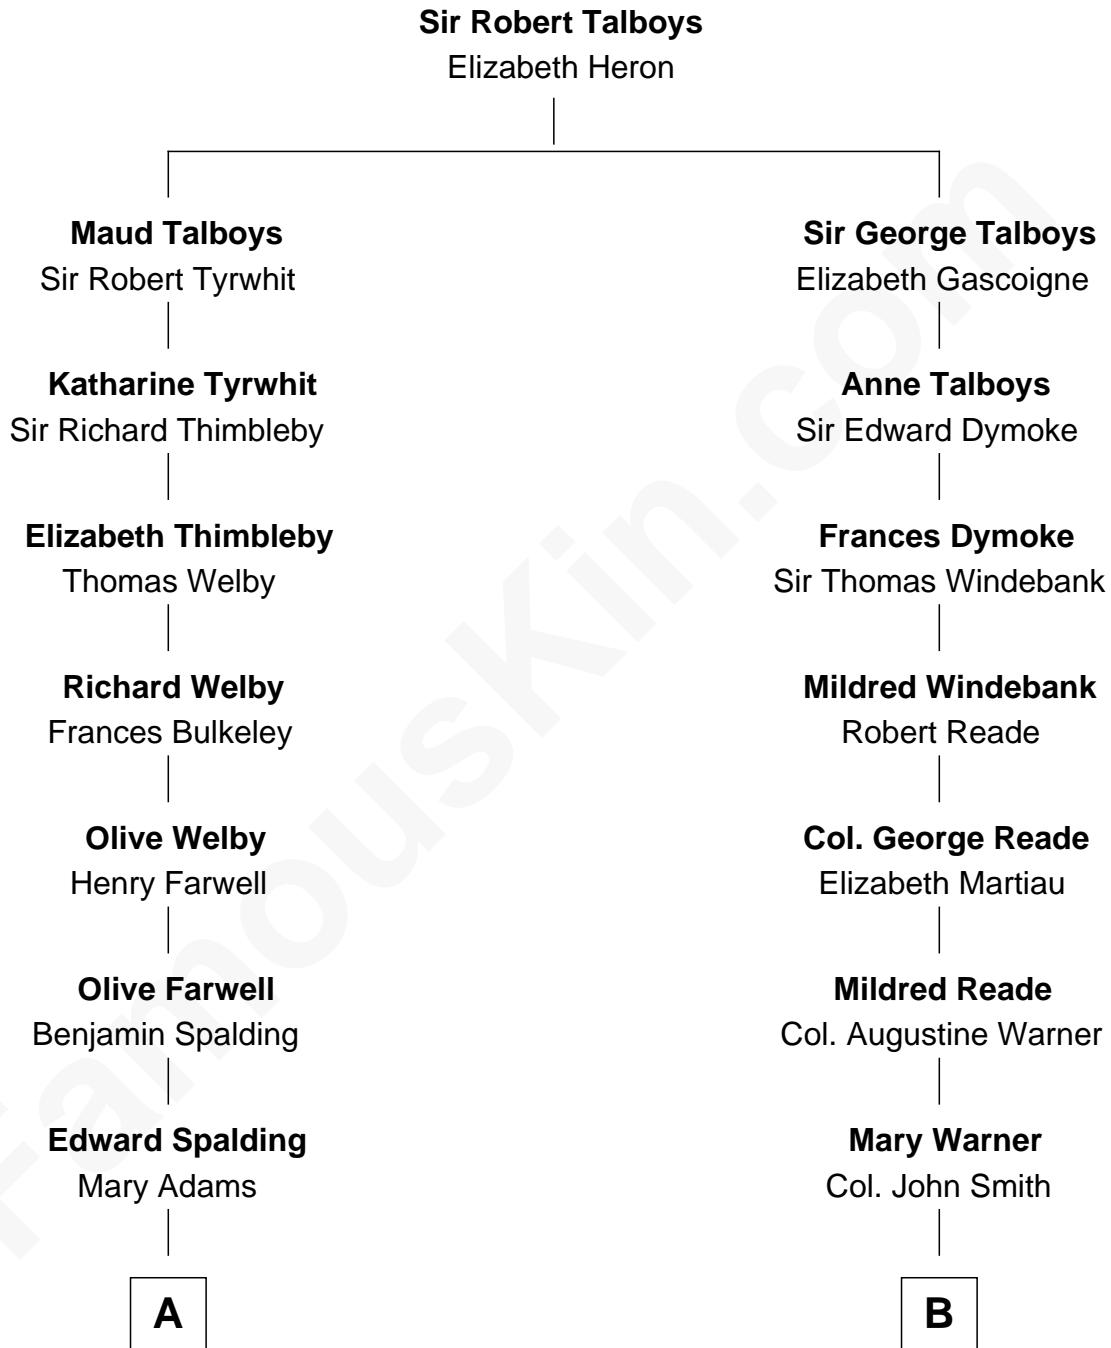 Sir Robert Talboys
Elizabeth Heron
Maud Talboys
Sir Robert Tyrwhit
Sir George Talboys
Elizabeth Gascoigne
Katharine Tyrwhit
Sir Richard Thimbleby
Anne Talboys
Sir Edward Dymoke
Elizabeth Thimbleby
Thomas Welby
Frances Dymoke
Sir Thomas Windebank
Richard Welby
Frances Bulkeley
Mildred Windebank
Robert Reade
Olive Welby
Henry Farwell
Col. George Reade
Elizabeth Martiau
Olive Farwell
Benjamin Spalding
Mildred Reade
Col. Augustine Warner
Edward Spalding
Mary Adams
Mary Warner
Col. John Smith
A
B
FamousKin.com